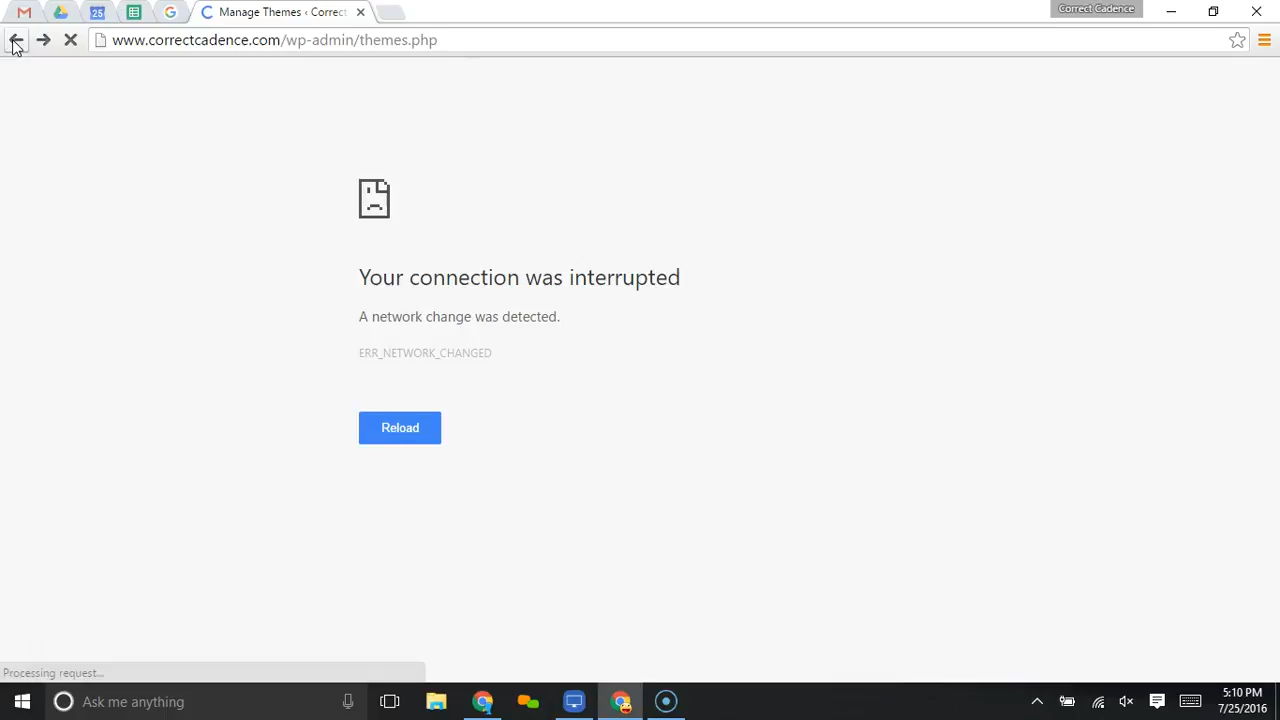 25
Manage Themes ‹ Correct
Correct Cadence
www.correctcadence.com/wp-admin/themes.php
Your connection was interrupted
A network change was detected.
ERR_NETWORK_CHANGED
Reload
Processing request...
Ask me anything
5:10 PM
7/25/2016